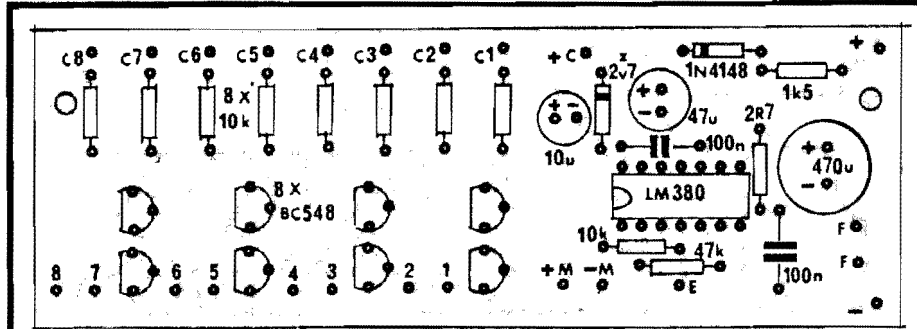 C8 C7 C6 C5 C4 C3 C2 C1 + C z 1N4148 +
2v7
8 X
10k
+ -
10u
+
-
47u
100n
1k5
2R7
+
470u
-
8 X
BC548
LM380
10k
47k
100n
F
F
8 7 6 5 4 3 2 1 +M -M E
-